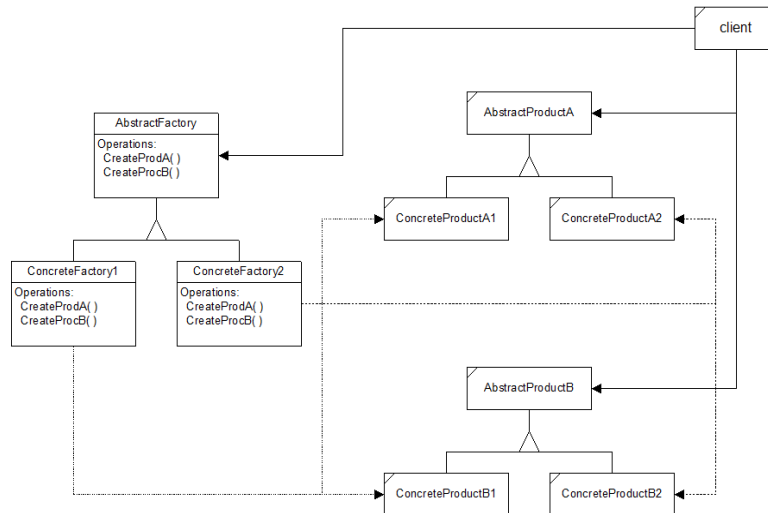 client
AbstractFactory
Operations:
CreateProdA( )
CreateProcB( )
AbstractProductA
ConcreteProductA1
ConcreteProductA2
ConcreteFactory1
Operations:
CreateProdA( )
CreateProcB( )
ConcreteFactory2
Operations:
CreateProdA( )
CreateProcB( )
AbstractProductB
ConcreteProductB1
ConcreteProductB2